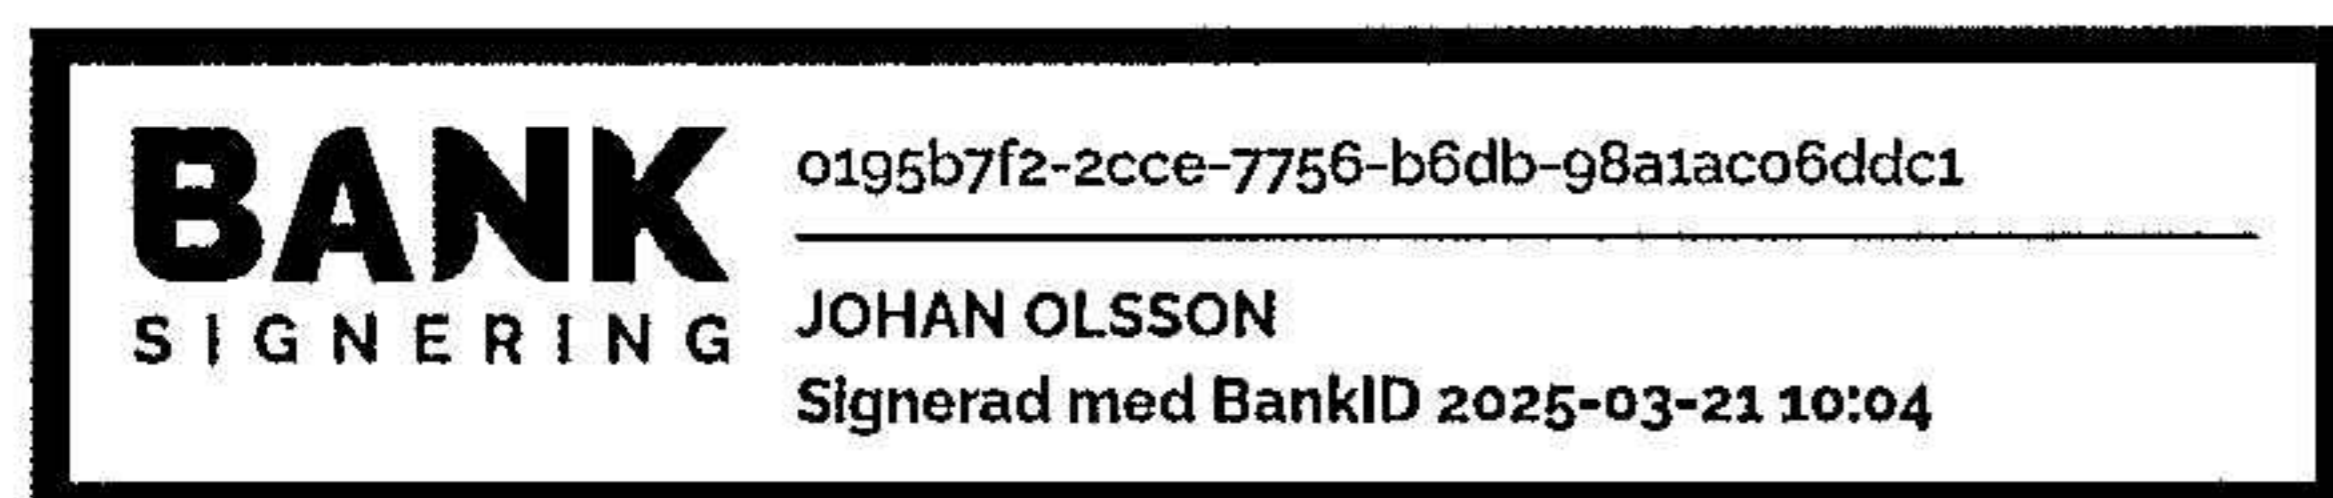 BANK
SIGNERING
0195b7f2-2cce-7756-b6db-98a1ac06ddc1
JOHAN OLSSON
Signerad med BankID 2025-03-21 10:04